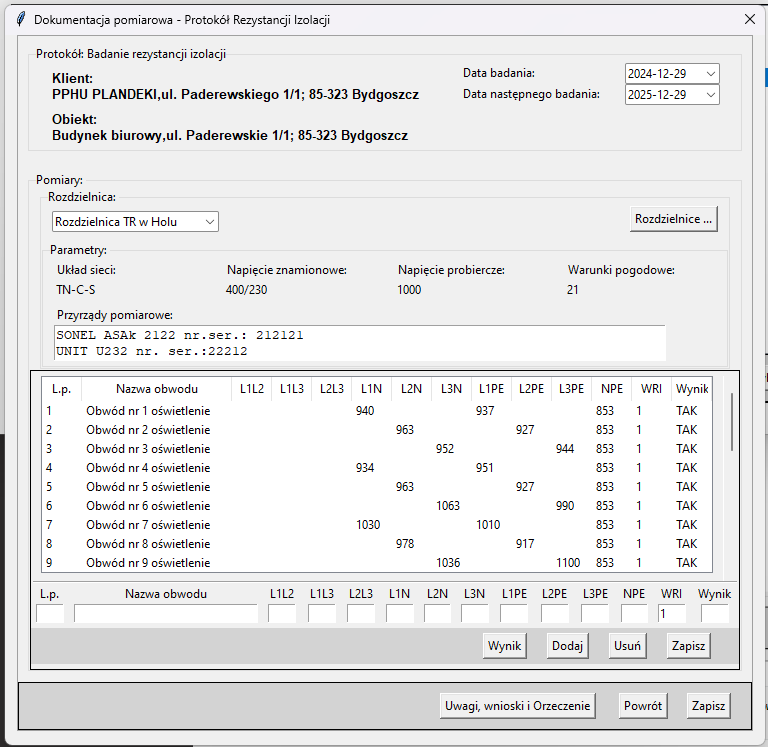 Dokumentacja pomiarowa - Protokół Rezystancji Izolacji
Protokół: Badanie rezystancji izolacji
Klient:
PPHU PLANDEKI,ul. Paderewskiego 1/1; 85-323 Bydgoszcz
Obiekt:
Budynek biurowy,ul. Paderewskie 1/1; 85-323 Bydgoszcz
Data badania: 2024-12-29
Data następnego badania: 2025-12-29
Pomiary:
Rozdzielnica:
Rozdzielnica TR w Holu Rozdzielnice ...
Parametry:
Układ sieci: Napięcie znamionowe: Napięcie probiercze: Warunki pogodowe:
TN-C-S 400/230 1000 21
Przyrządy pomiarowe:
SONEL ASAk 2122 nr.ser.: 212121
UNIT U232 nr. ser.:22212
L.p. Nazwa obwodu L1L2 L1L3 L2L3 L1N L2N L3N L1PE L2PE L3PE NPE WRI Wynik
1 Obwód nr 1 oświetlenie 940 937 853 1 TAK
2 Obwód nr 2 oświetlenie 963 927 853 1 TAK
3 Obwód nr 3 oświetlenie 952 944 853 1 TAK
4 Obwód nr 4 oświetlenie 934 951 853 1 TAK
5 Obwód nr 5 oświetlenie 963 927 853 1 TAK
6 Obwód nr 6 oświetlenie 1063 990 853 1 TAK
7 Obwód nr 7 oświetlenie 1030 1010 853 1 TAK
8 Obwód nr 8 oświetlenie 978 917 853 1 TAK
9 Obwód nr 9 oświetlenie 1036 1100 853 1 TAK
L.p. Nazwa obwodu L1L2 L1L3 L2L3 L1N L2N L3N L1PE L2PE L3PE NPE WRI Wynik
1
Wynik Dodaj Usuń Zapisz
Uwagi, wnioski i Orzeczenie Powrót Zapisz